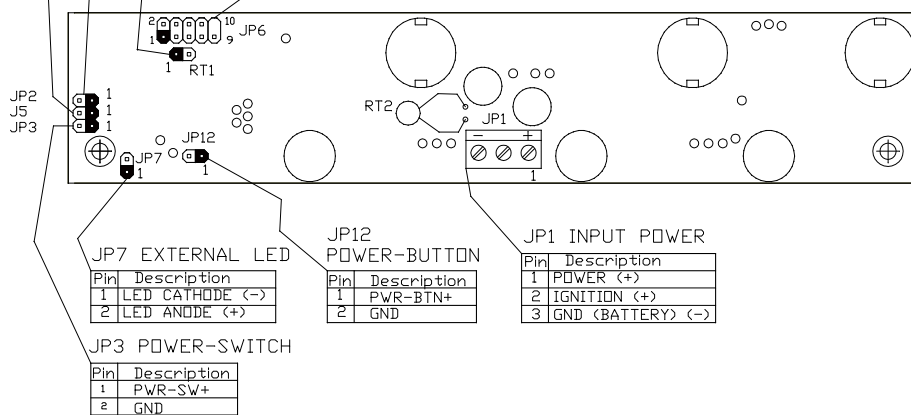 2 10
1 9 JP6
1 RT1
JP2 1
J5 1
JP3 1
JP7
1
JP12
1
RT2
JP1
- +
1
JP7 EXTERNAL LED
Pin Description
1 LED CATHODE (-)
2 LED ANODE (+)
JP12
POWER-BUTTON
Pin Description
1 PWR-BTN+
2 GND
JP1 INPUT POWER
Pin Description
1 POWER (+)
2 IGNITION (+)
3 GND (BATTERY) (-)
JP3 POWER-SWITCH
Pin Description
1 PWR-SW+
2 GND